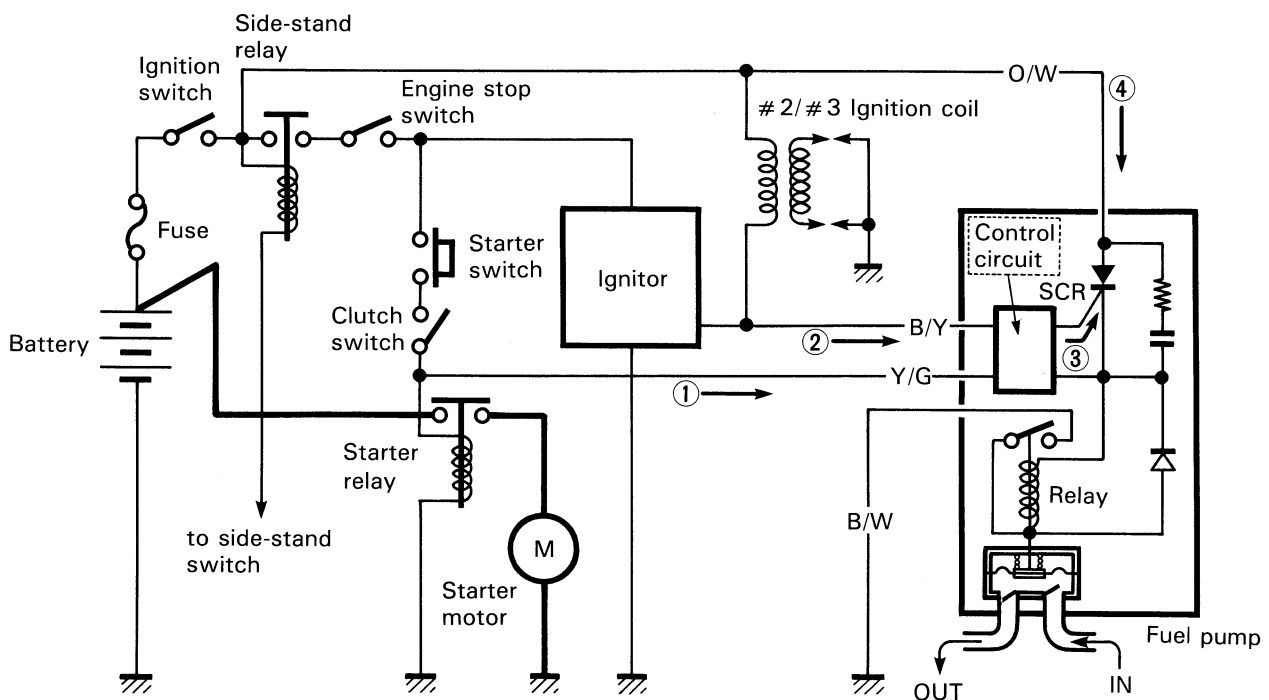 Side-stand
relay
Ignition
switch
Engine stop
switch
O/W
④
#2/#3 Ignition coil
Fuse
Starter
switch
Ignitor
Control
circuit
SCR
Clutch
switch
Battery
②
B/Y
③
①
Y/G
Starter
relay
Relay
B/W
to side-stand
switch
M
Starter
motor
Fuel pump
OUT
IN